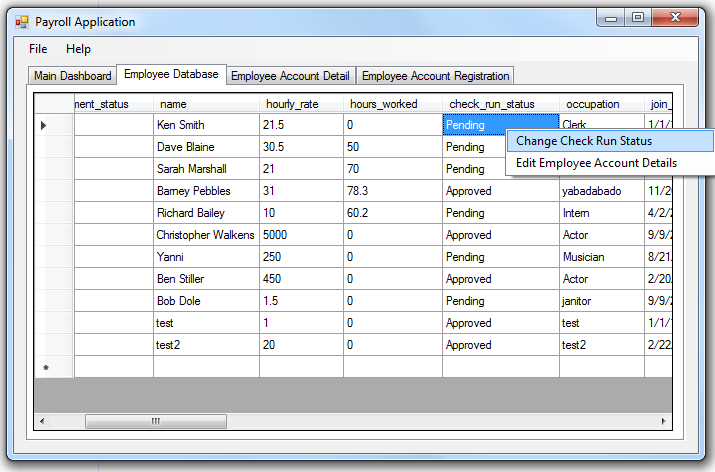 Payroll Application
File Help
Main Dashboard Employee Database Employee Account Detail Employee Account Registration
ment_status name hourly_rate hours_worked check_run_status occupation join_
Ken Smith 21.5 0 Pending Clerk 1/1/
Change Check Run Status
Dave Blaine 30.5 50 Pending
Edit Employee Account Details
Sarah Marshall 21 70 Pending
Barney Pebbles 31 78.3 Approved yabadabado 11/20
Richard Bailey 10 60.2 Pending Intern 4/2/2
Christopher Walkens 5000 0 Approved Actor 9/9/2
Yanni 250 0 Pending Musician 8/21/
Ben Stiller 450 0 Approved Actor 2/20/
Bob Dole 1.5 0 Pending janitor 9/9/2
test 1 0 Approved test 1/1/1
test2 20 0 Approved test2 2/22/